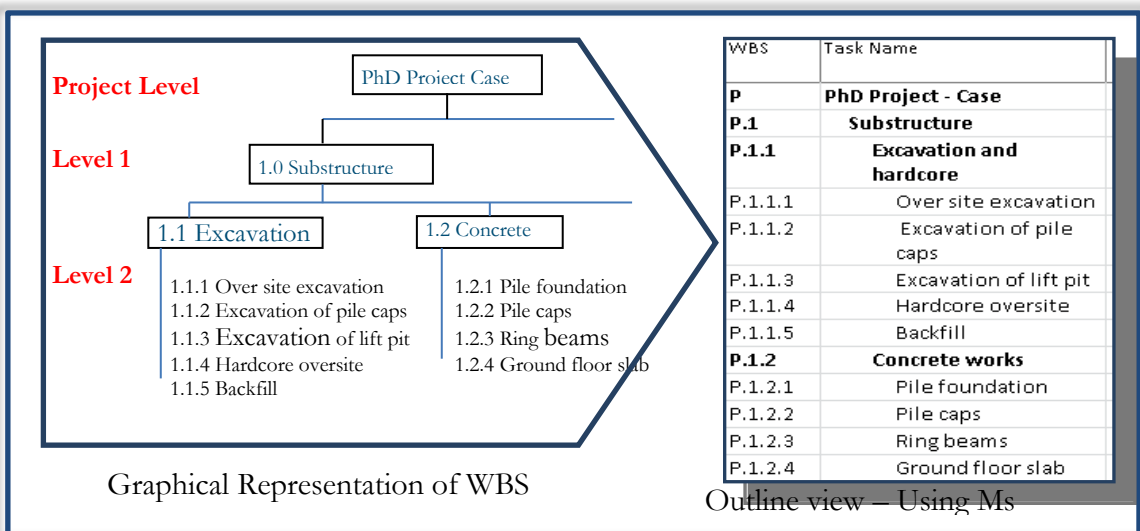 Project Level
PhD Project Case
Level 1
1.0 Substructure
1.1 Excavation
1.2 Concrete
Level 2
1.1.1 Over site excavation
1.1.2 Excavation of pile caps
1.1.3 Excavation of lift pit
1.1.4 Hardcore oversite
1.1.5 Backfill
1.2.1 Pile foundation
1.2.2 Pile caps
1.2.3 Ring beams
1.2.4 Ground floor slab
Graphical Representation of WBS
WBS Task Name
P PhD Project - Case
P.1 Substructure
P.1.1 Excavation and
hardcore
P.1.1.1 Over site excavation
P.1.1.2 Excavation of pile
caps
P.1.1.3 Excavation of lift pit
P.1.1.4 Hardcore oversite
P.1.1.5 Backfill
P.1.2 Concrete works
P.1.2.1 Pile foundation
P.1.2.2 Pile caps
P.1.2.3 Ring beams
P.1.2.4 Ground floor slab
Outline view – Using Ms